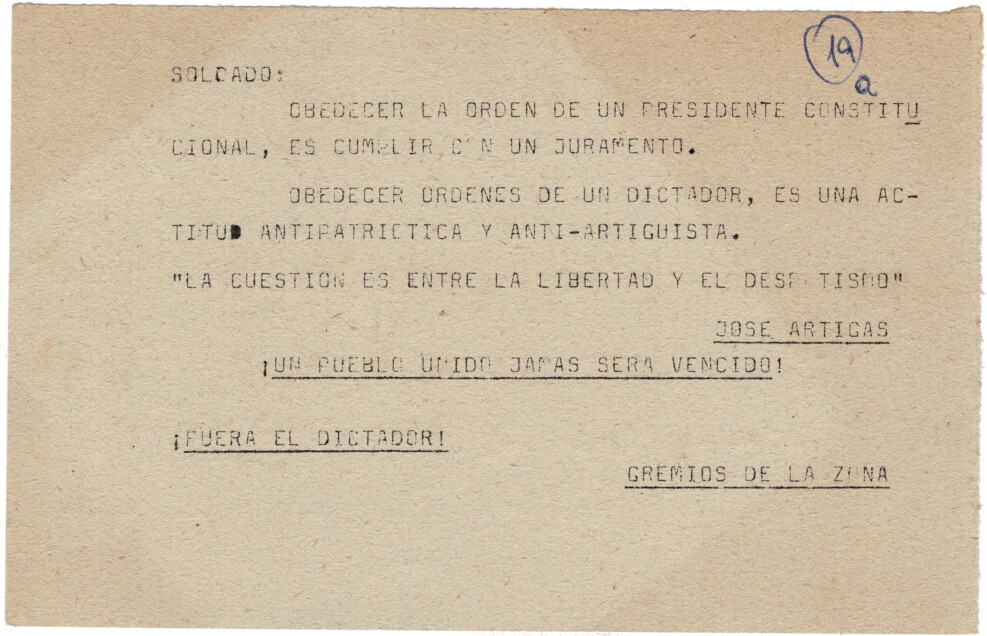 19
a
SOLDADO:
OBEDECER LA ORDEN DE UN PRESIDENTE CONSTITU
CIONAL, ES CUMPLIR CON UN JURAMENTO.
OBEDECER ORDENES DE UN DICTADOR, ES UNA AC-
TITUD ANTIPATRIOTICA Y ANTI-ARTIGUISTA.
"LA CUESTION ES ENTRE LA LIBERTAD Y EL DESPOTISMO"
JOSE ARTIGAS
¡UN PUEBLO UNIDO JAMAS SERA VENCIDO!
¡FUERA EL DICTADOR!
GREMIOS DE LA ZONA